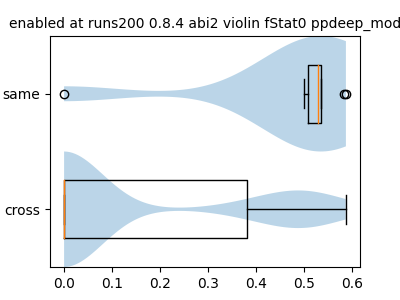 enabled at runs200 0.8.4 abi2 violin fStat0 ppdeep_mod
same
cross
0.0 0.1 0.2 0.3 0.4 0.5 0.6